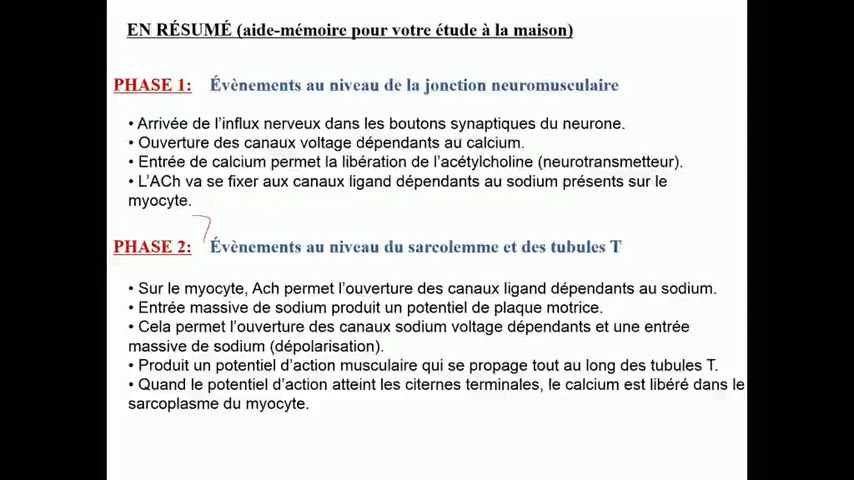 EN RÉSUMÉ (aide-mémoire pour votre étude à la maison)
PHASE 1: Évènements au niveau de la jonction neuromusculaire
• Arrivée de l'influx nerveux dans les boutons synaptiques du neurone.
• Ouverture des canaux voltage dépendants au calcium.
• Entrée de calcium permet la libération de l'acétylcholine (neurotransmetteur).
• L'ACh va se fixer aux canaux ligand dépendants au sodium présents sur le
myocyte.
PHASE 2: Évènements au niveau du sarcolemme et des tubules T
• Sur le myocyte, Ach permet l'ouverture des canaux ligand dépendants au sodium.
• Entrée massive de sodium produit un potentiel de plaque motrice.
• Cela permet l'ouverture des canaux sodium voltage dépendants et une entrée
massive de sodium (dépolarisation).
• Produit un potentiel d'action musculaire qui se propage tout au long des tubules T.
• Quand le potentiel d'action atteint les citernes terminales, le calcium est libéré dans le
sarcoplasme du myocyte.